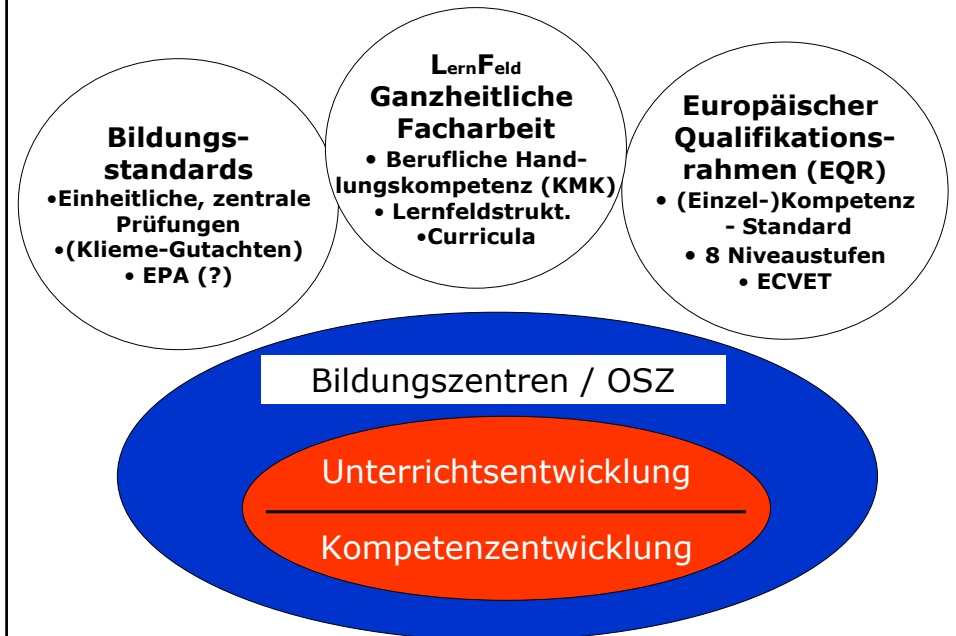 Bildungs-
standards
•Einheitliche, zentrale
Prüfungen
•(Klieme-Gutachten)
• EPA (?)
LernFeld
Ganzheitliche
Facharbeit
• Berufliche Hand-
lungskompetenz (KMK)
• Lernfeldstrukt.
•Curricula
Europäischer
Qualifikations-
rahmen (EQR)
• (Einzel-)Kompetenz
- Standard
• 8 Niveaustufen
• ECVET
Bildungszentren / OSZ
Unterrichtsentwicklung
Kompetenzentwicklung